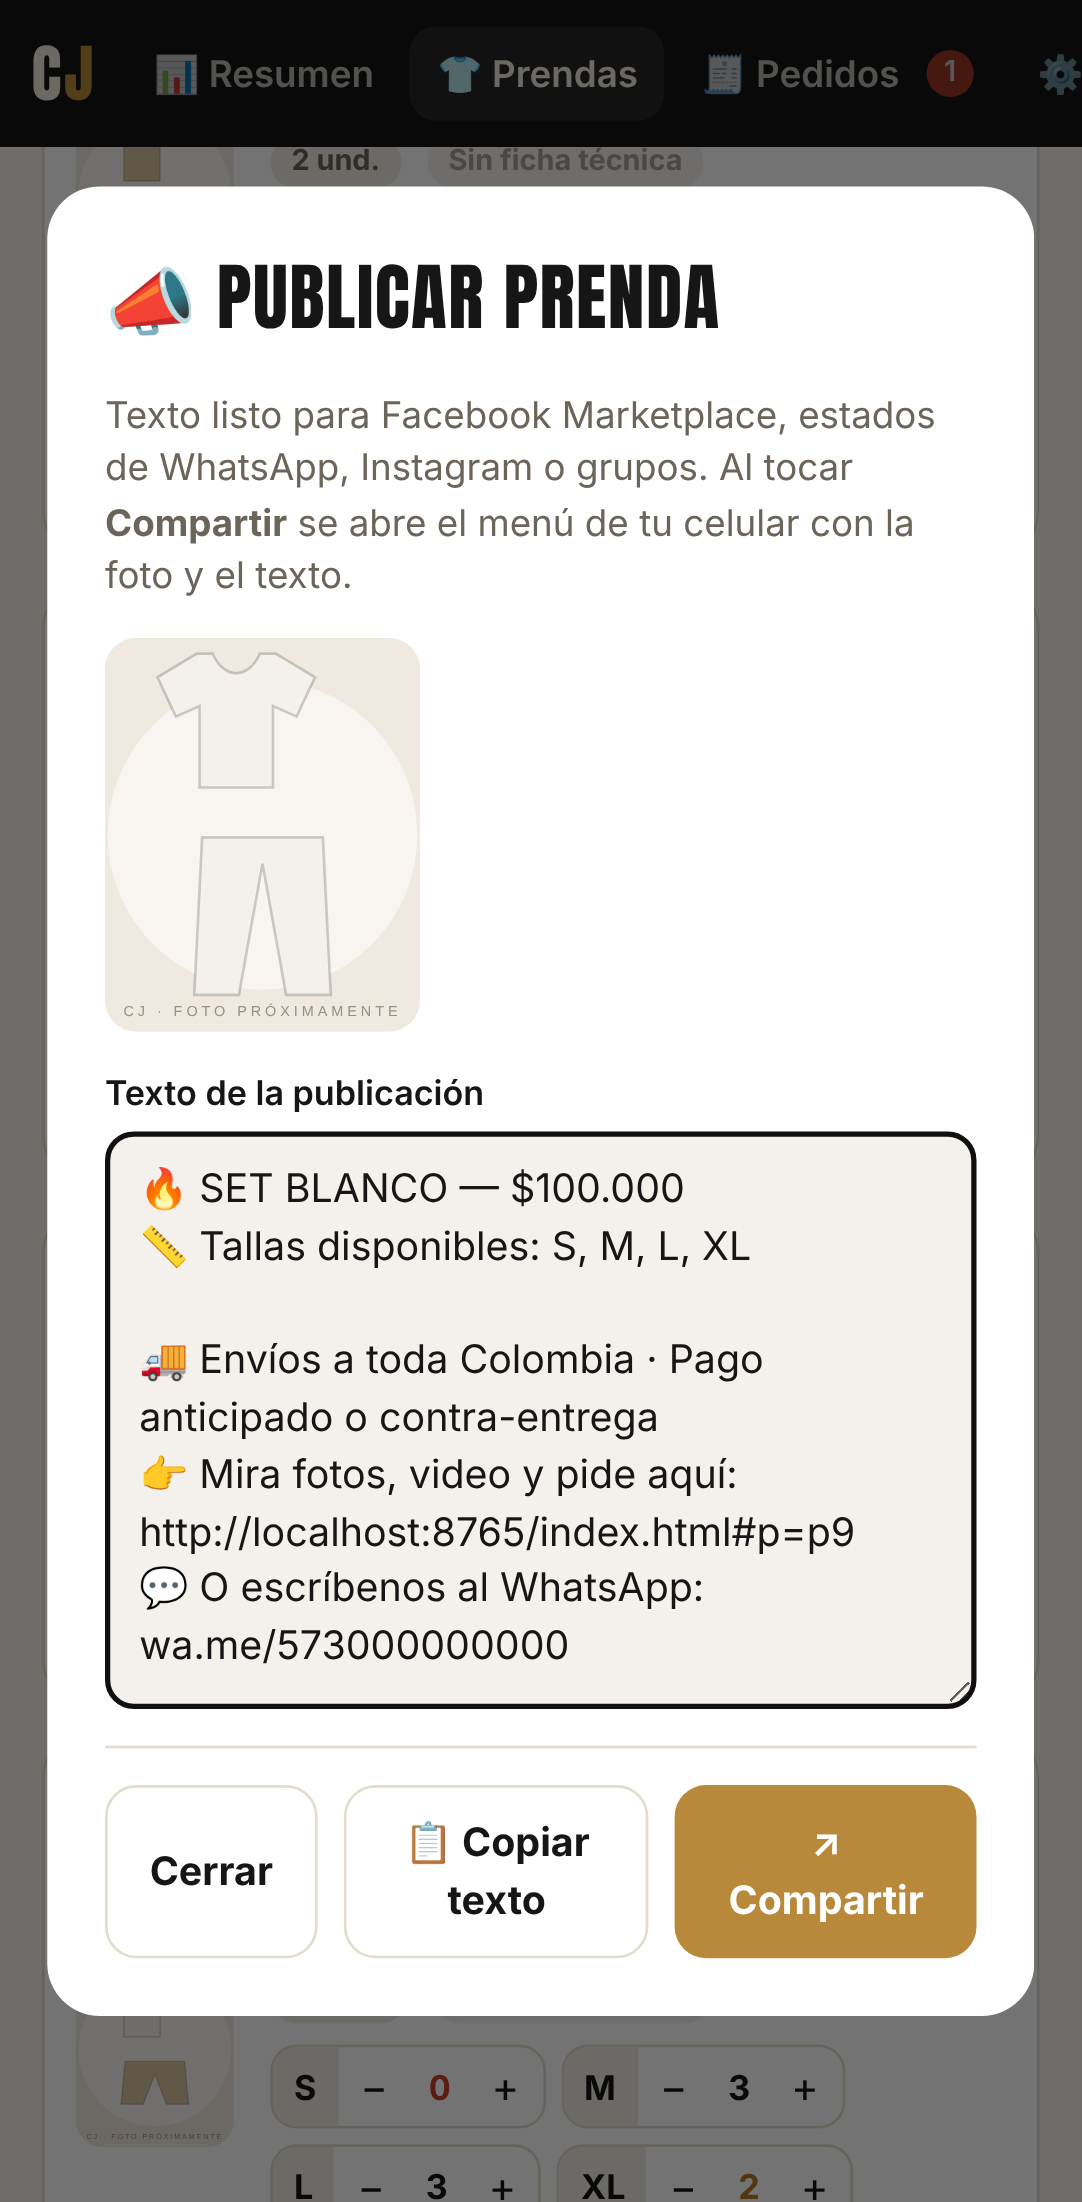 CJ 📊 Resumen 👕 Prendas 🧾 Pedidos 1 ⚙️
2 und. Sin ficha técnica
📣 PUBLICAR PRENDA
Texto listo para Facebook Marketplace, estados
de WhatsApp, Instagram o grupos. Al tocar
Compartir se abre el menú de tu celular con la
foto y el texto.
CJ · FOTO PRÓXIMAMENTE
Texto de la publicación
🔥 SET BLANCO — $100.000
📏 Tallas disponibles: S, M, L, XL
🚚 Envíos a toda Colombia · Pago
anticipado o contra-entrega
👉 Mira fotos, video y pide aquí:
http://localhost:8765/index.html#p=p9
💬 O escríbenos al WhatsApp:
wa.me/573000000000
Cerrar
📋 Copiar
texto
↗
Compartir
S − 0 + M − 3 +
CJ · FOTO PRÓXIMAMENTE
L − 3 + XL − 2 +